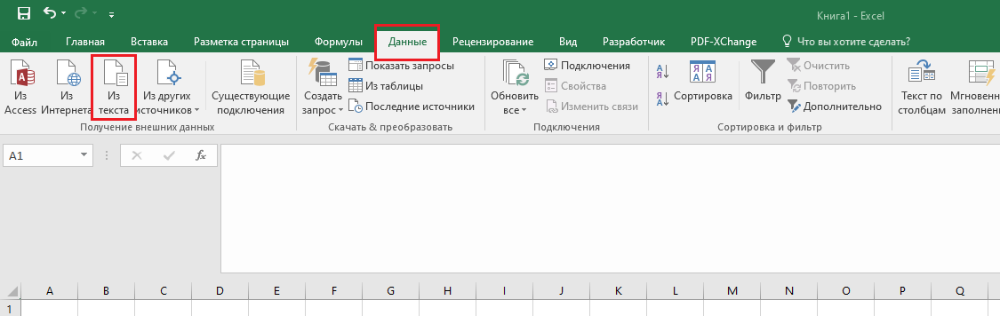 Книга1 - Excel
Файл Главная Вставка Разметка страницы Формулы Данные Рецензирование Вид Разработчик PDF-XChange Что вы хотите сделать?
Из Access
Из Интернета
Из текста
Из других источников
Существующие подключения
Получение внешних данных
Создать запрос
Показать запросы
Из таблицы
Последние источники
Скачать & преобразовать
Обновить все
Подключения
Свойства
Изменить связи
Подключения
Сортировка
Фильтр
Очистить
Повторить
Дополнительно
Сортировка и фильтр
Текст по столбцам
Мгновенн
заполнени
A1
A B C D E F G H I J K L M N O P Q
1